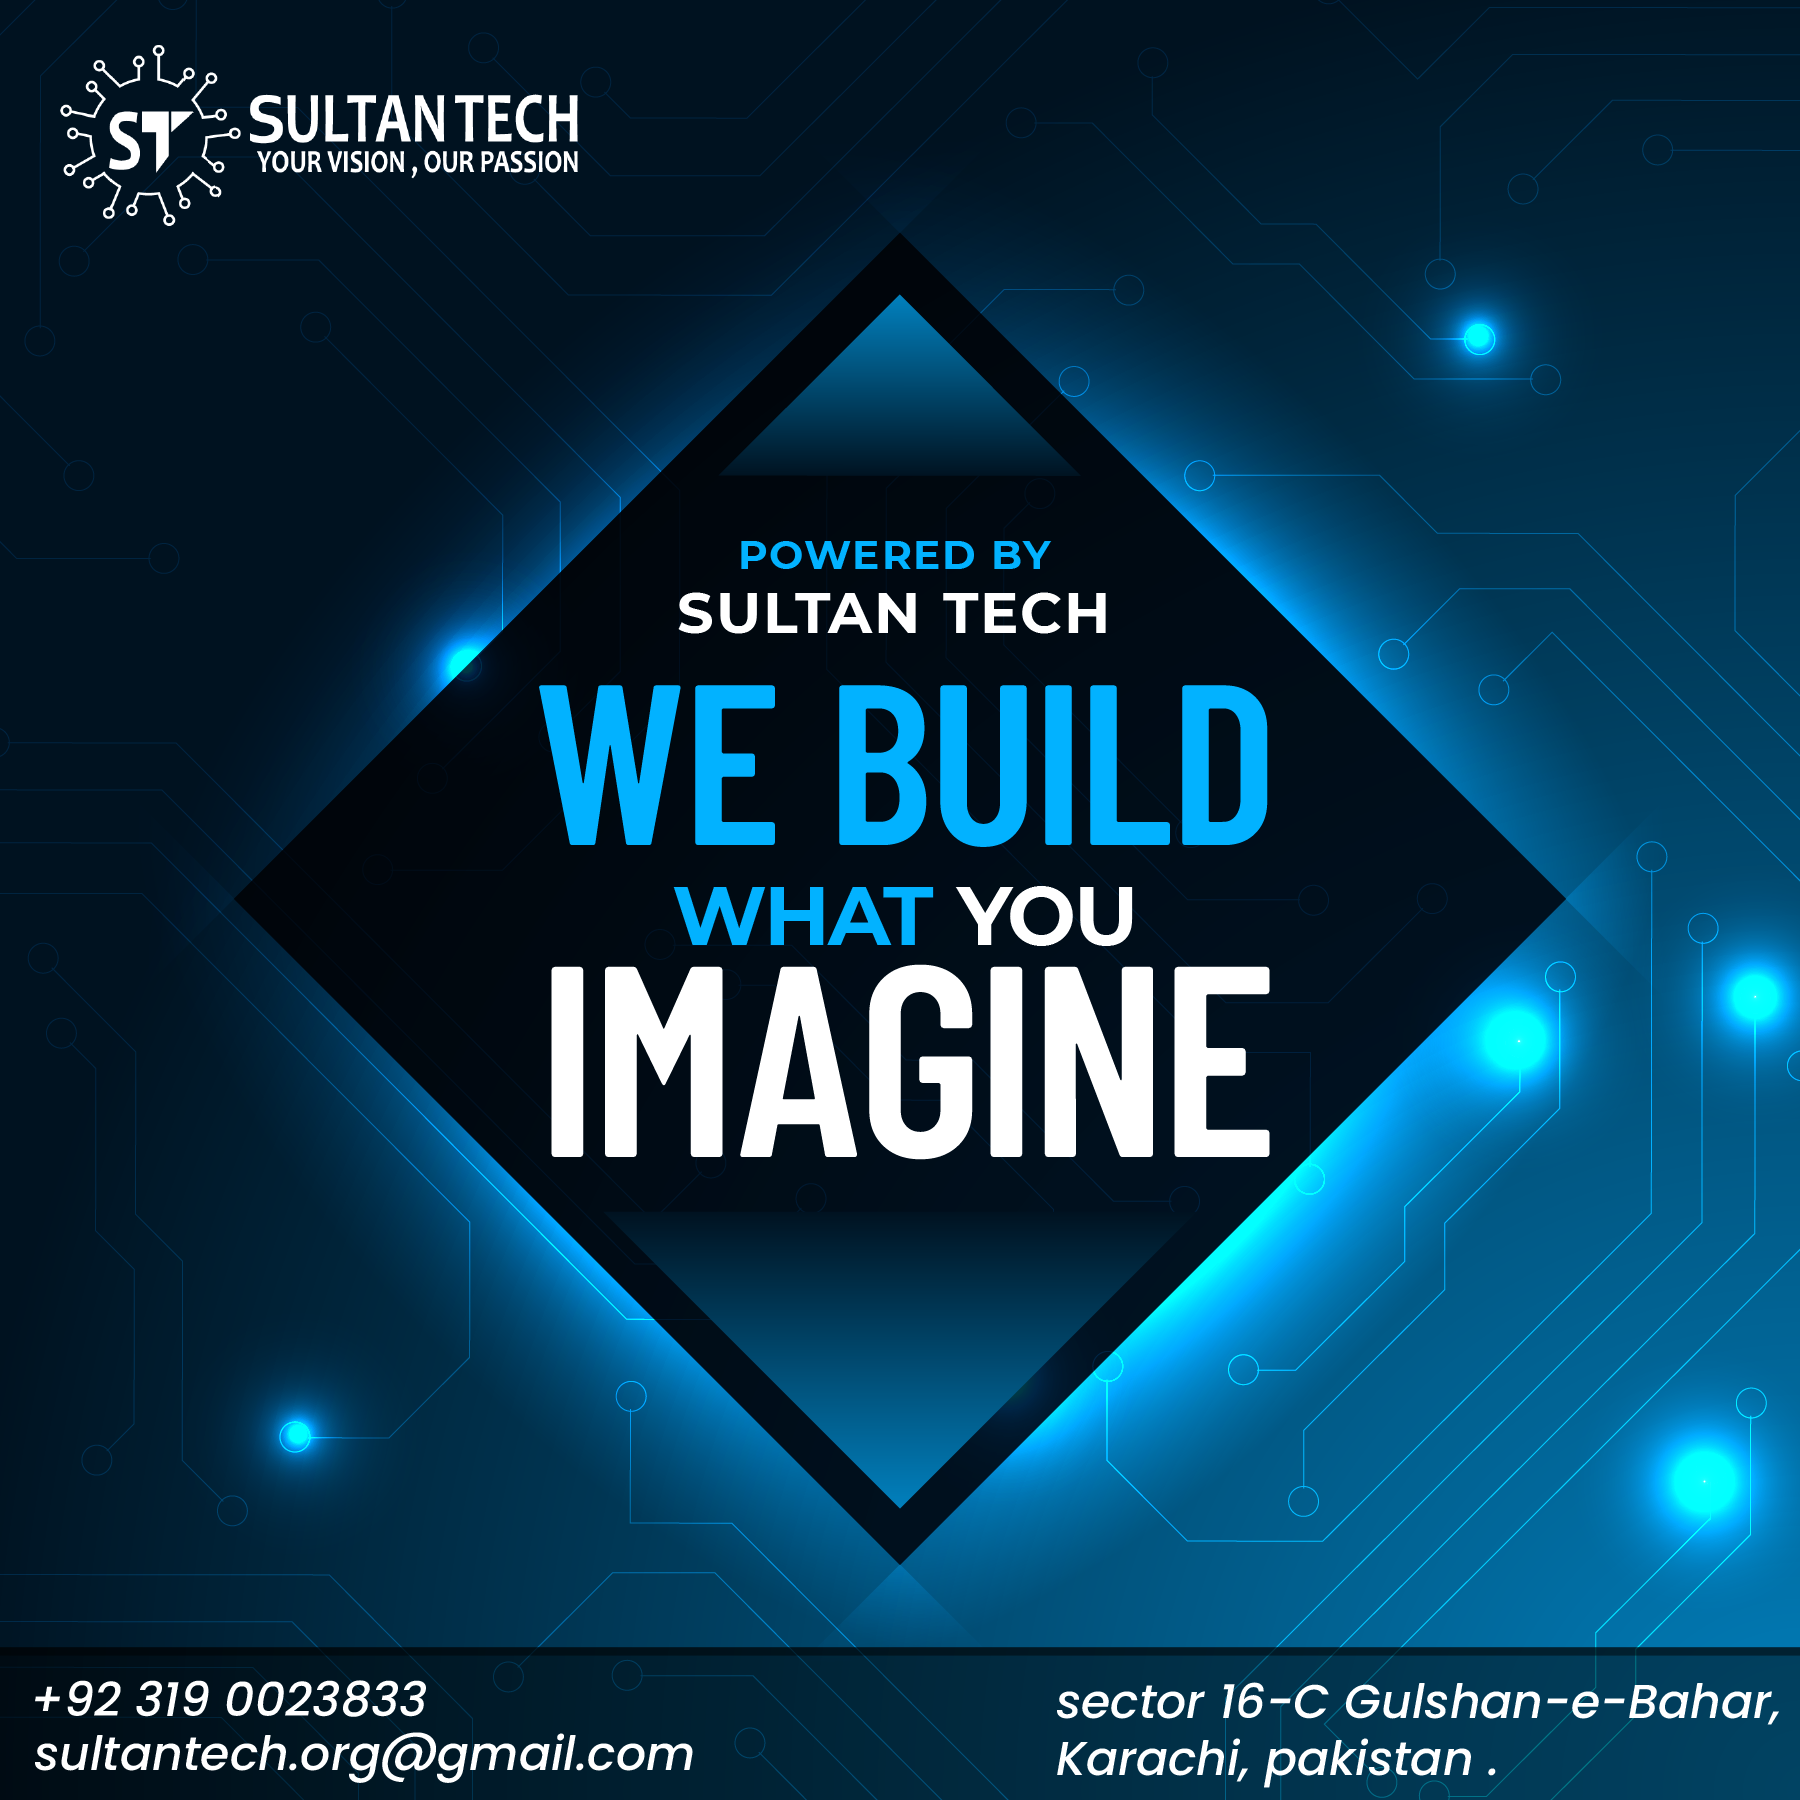 ST
SULTAN TECH
YOUR VISION , OUR PASSION
POWERED BY
SULTAN TECH
WE BUILD
WHAT YOU
IMAGINE
+92 319 0023833
sultantech.org@gmail.com
sector 16-C Gulshan-e-Bahar,
Karachi, pakistan .